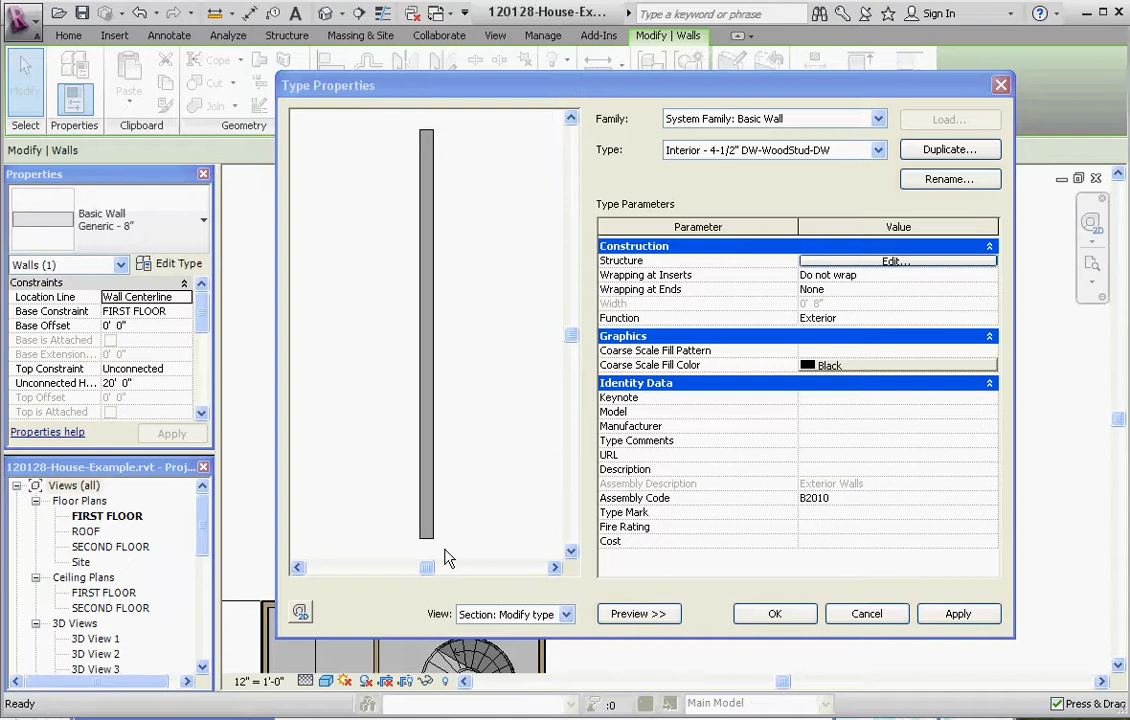 120128-House-Ex...
Type a keyword or phrase
Sign In
Home
Insert
Annotate
Analyze
Structure
Massing & Site
Collaborate
View
Manage
Add-Ins
Modify | Walls
Modify
Paste
Cope
Cut
Join
Select
Properties
Clipboard
Geometry
Modify | Walls
Properties
Basic Wall
Generic - 8"
Walls (1)
Edit Type
Constraints
Location Line Wall Centerline
Base Constraint FIRST FLOOR
Base Offset 0' 0"
Base is Attached
Base Extension... 0' 0"
Top Constraint Unconnected
Unconnected H... 20' 0"
Top Offset 0' 0"
Top is Attached
Properties help
Apply
120128-House-Example.rvt - Proj...
Views (all)
Floor Plans
FIRST FLOOR
ROOF
SECOND FLOOR
Site
Ceiling Plans
FIRST FLOOR
SECOND FLOOR
3D Views
3D View 1
3D View 2
3D View 3
Type Properties
Family: System Family: Basic Wall Load...
Type: Interior - 4-1/2" DW-WoodStud-DW Duplicate...
Rename...
Type Parameters
Parameter Value
Construction
Structure Edit...
Wrapping at Inserts Do not wrap
Wrapping at Ends None
Width 0' 8"
Function Exterior
Graphics
Coarse Scale Fill Pattern
Coarse Scale Fill Color Black
Identity Data
Keynote
Model
Manufacturer
Type Comments
URL
Description
Assembly Description Exterior Walls
Assembly Code B2010
Type Mark
Fire Rating
Cost
2D
View: Section: Modify type Preview >> OK Cancel Apply
2D
12" = 1'-0"
Ready
:0
Main Model
Press & Drag